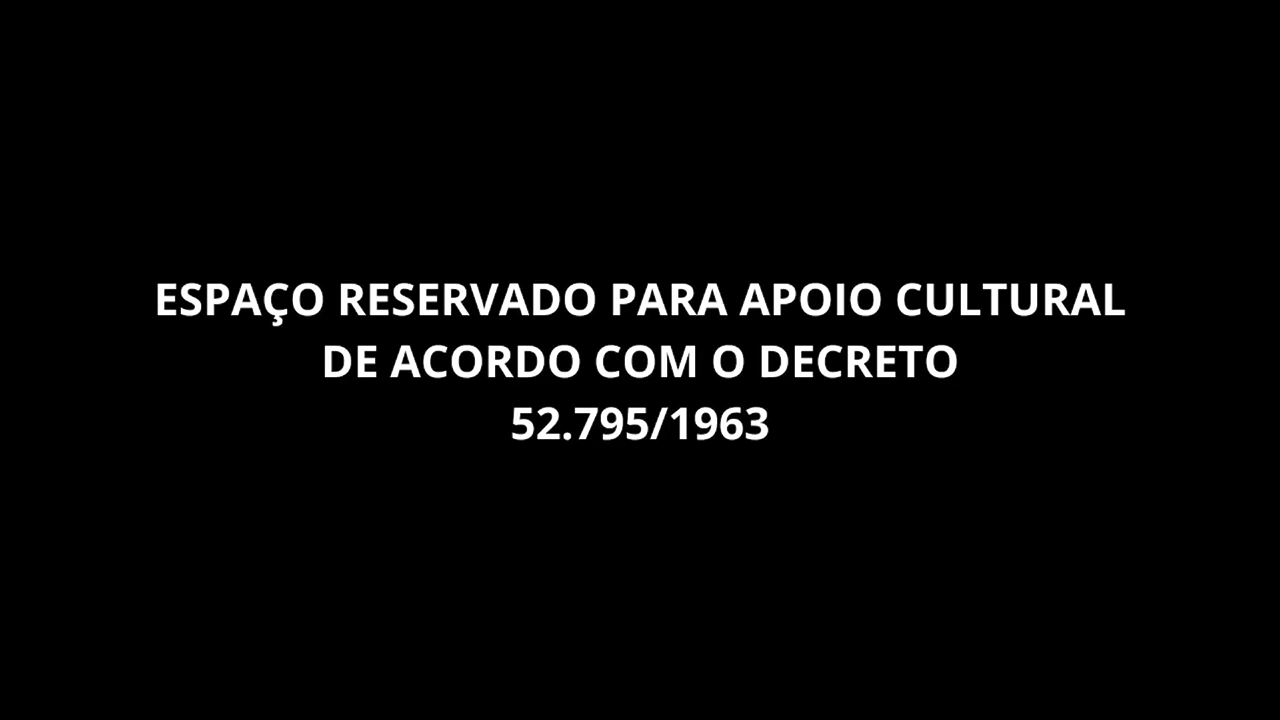 ESPAÇO RESERVADO PARA APOIO CULTURAL
DE ACORDO COM O DECRETO
52.795/1963